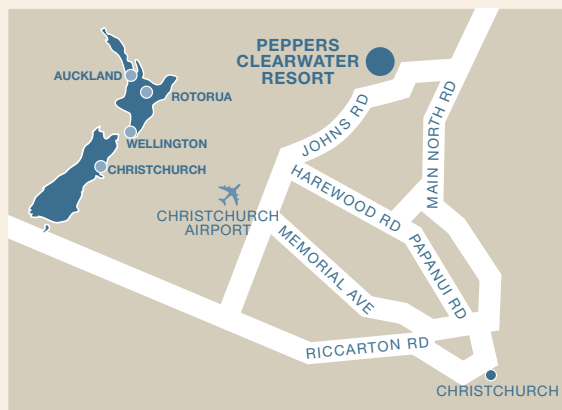 PEPPERS
CLEARWATER
RESORT
AUCKLAND
ROTORUA
WELLINGTON
CHRISTCHURCH
JOHNS RD
MAIN NORTH RD
HAREWOOD RD
CHRISTCHURCH
AIRPORT
MEMORIAL AVE
PAPANUI RD
RICCARTON RD
CHRISTCHURCH